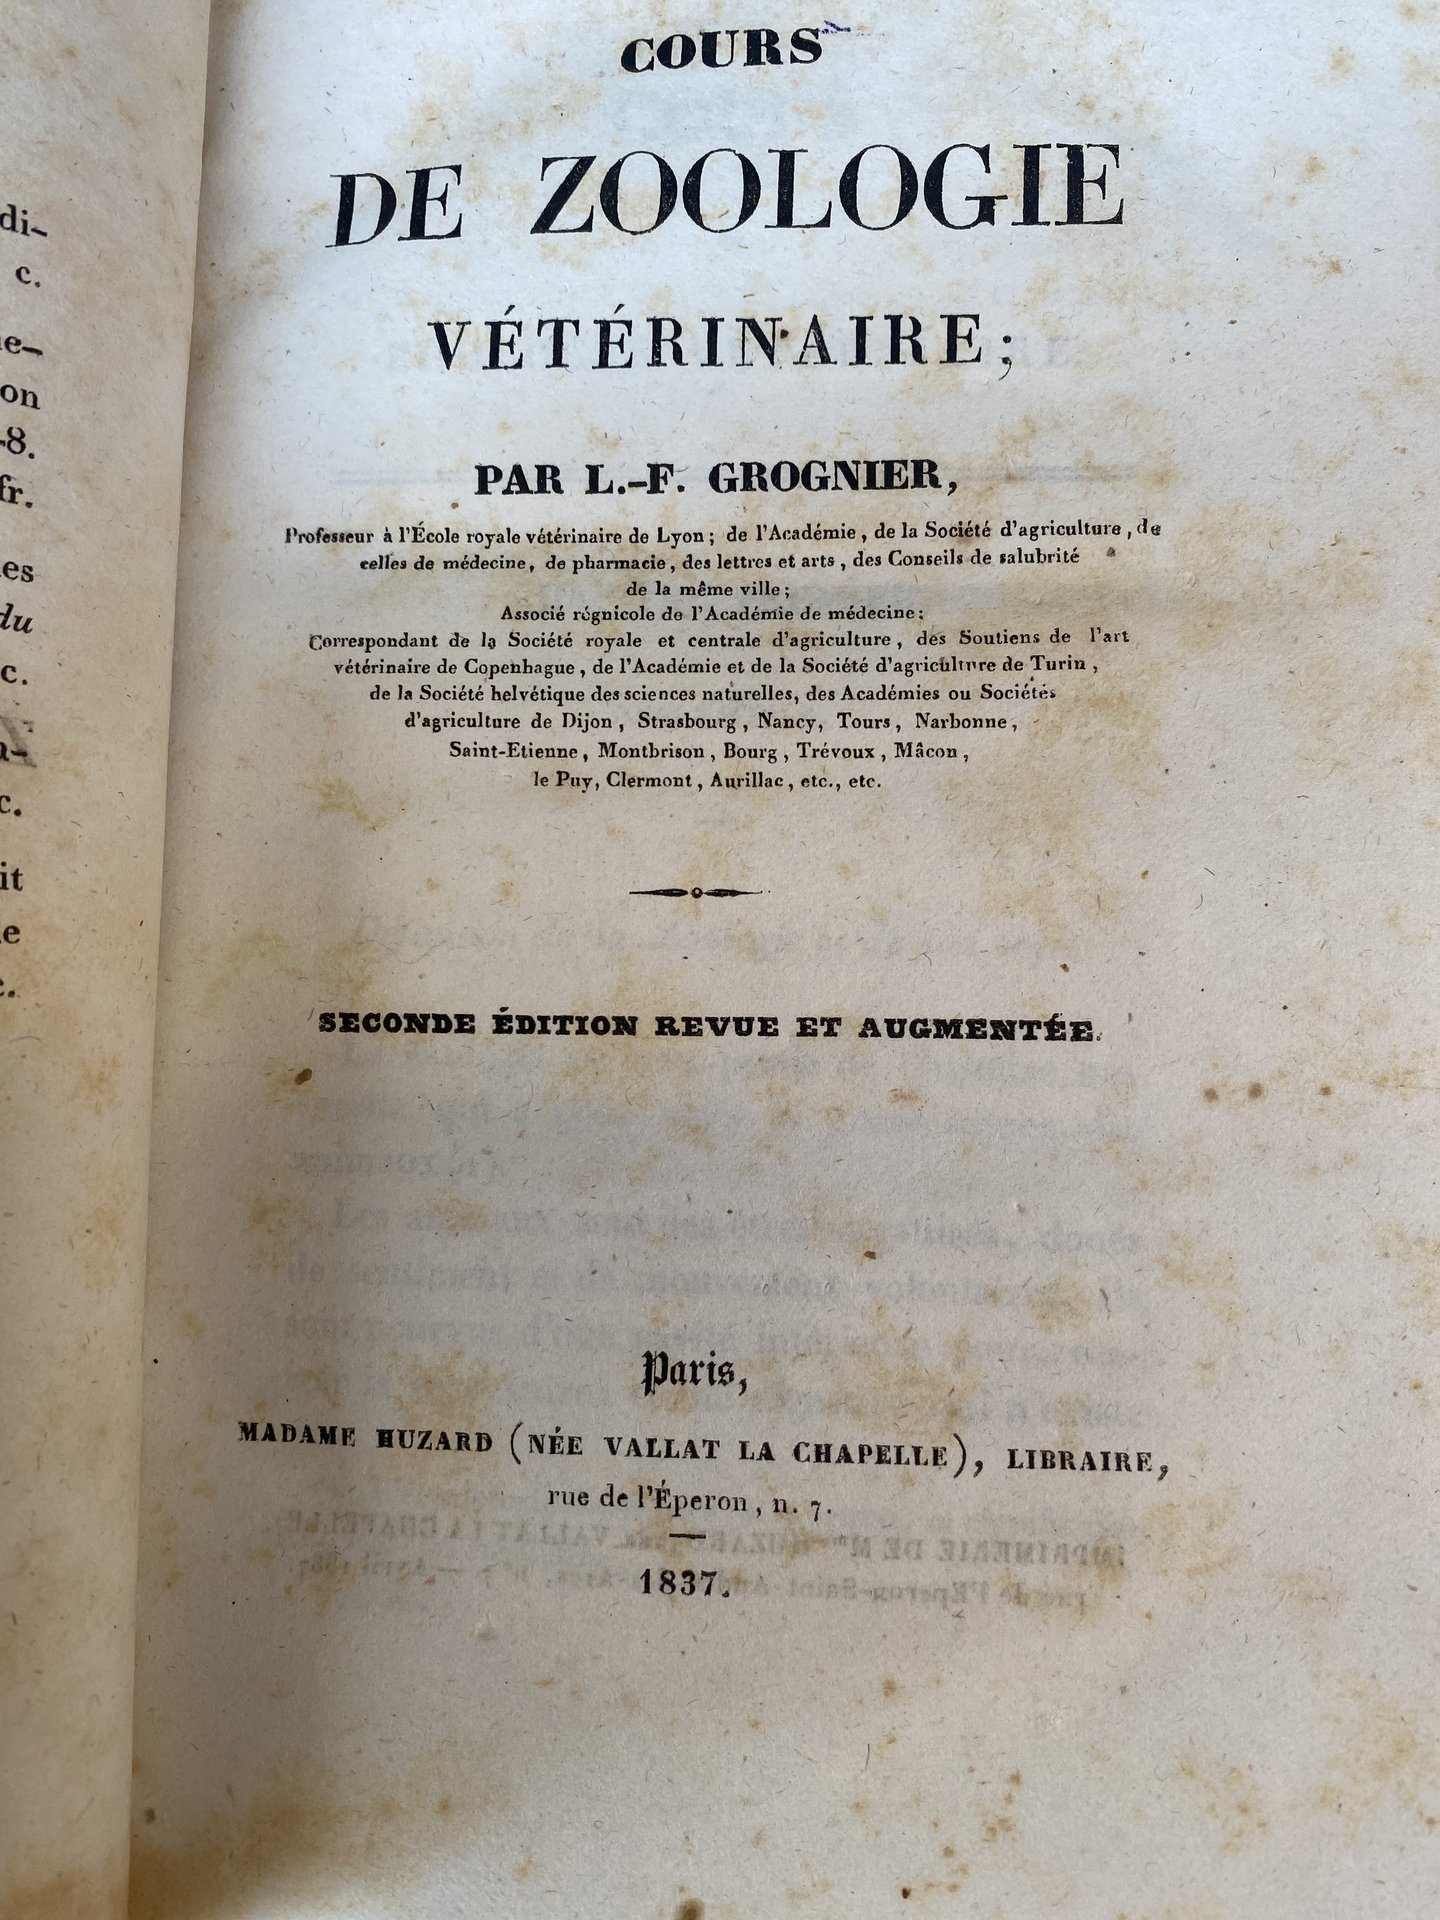 di-
c.
on
-8.
fr.
du
c.
c.
it
COURS
DE ZOOLOGIE
VÉTÉRINAIRE;
PAR L.-F. GROGNIER,
Professeur à l'École royale vétérinaire de Lyon; de l'Académie, de la Société d'agriculture, de
celles de médecine, de pharmacie, des lettres et arts, des Conseils de salubrité
de la même ville;
Associé régnicole de l'Académie de médecine;
Correspondant de la Société royale et centrale d'agriculture, des Soutiens de l'art
vétérinaire de Copenhague, de l'Académie et de la Société d'agriculture de Turin,
de la Société helvétique des sciences naturelles, des Académies ou Sociétés
d'agriculture de Dijon, Strasbourg, Nancy, Tours, Narbonne,
Saint-Etienne, Montbrison, Bourg, Trévoux, Mâcon,
le Puy, Clermont, Aurillac, etc., etc.
SECONDE ÉDITION REVUE ET AUGMENTÉE.
Paris,
MADAME HUZARD (NÉE VALLAT LA CHAPELLE), LIBRAIRE,
rue de l'Éperon, n. 7.
1837.